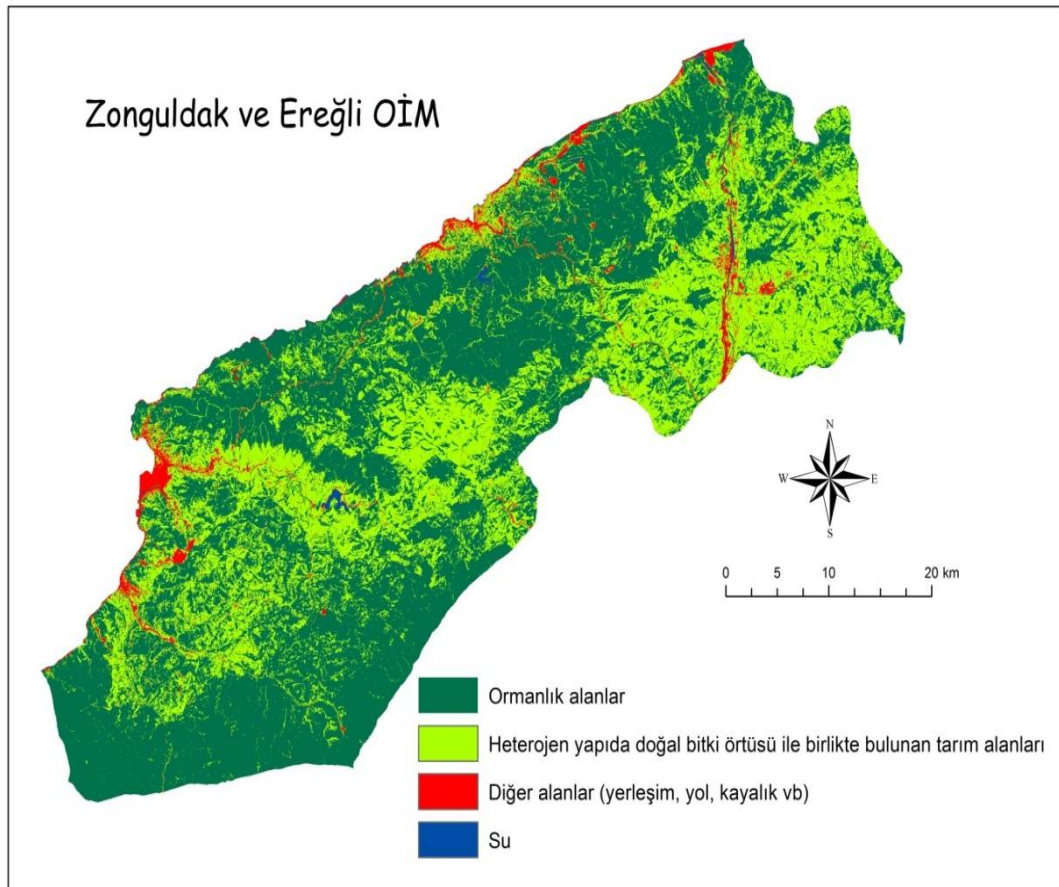 Zonguldak ve Ereğli OİM
N
W E
S
0 5 10 20 km
Ormanlık alanlar
Heterojen yapıda doğal bitki örtüsü ile birlikte bulunan tarım alanları
Diğer alanlar (yerleşim, yol, kayalık vb)
Su